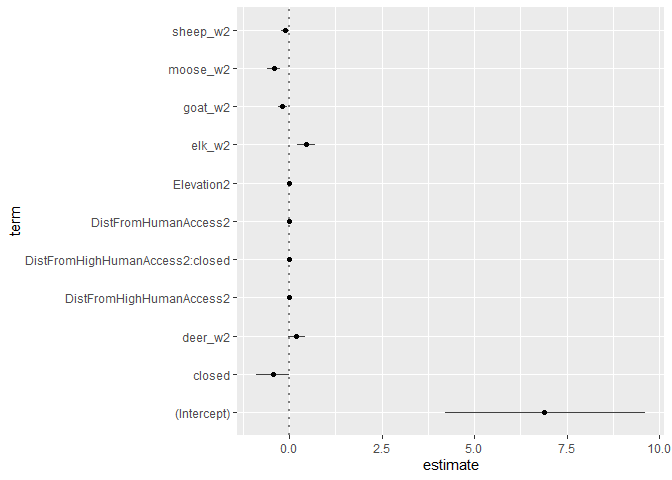 sheep_w2
moose_w2
goat_w2
elk_w2
Elevation2
DistFromHumanAccess2
DistFromHighHumanAccess2:closed
DistFromHighHumanAccess2
deer_w2
closed
(Intercept)
term
0.0 2.5 5.0 7.5 10.0
estimate